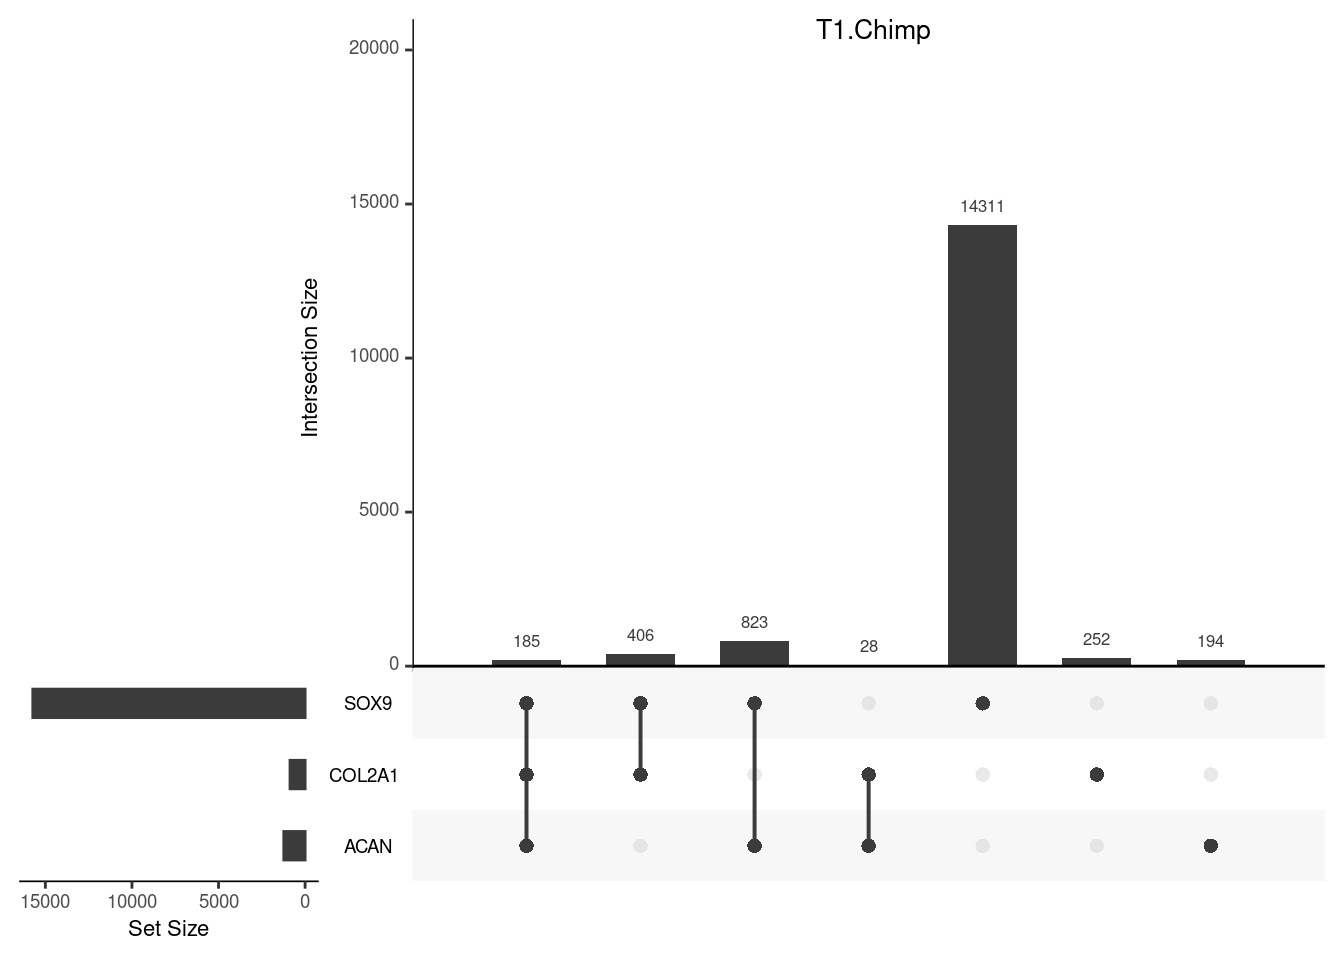 T1.Chimp
20000
15000
10000
5000
0
Intersection Size
14311
823
185
406
28
252
194
SOX9
COL2A1
ACAN
15000 10000 5000 0
Set Size